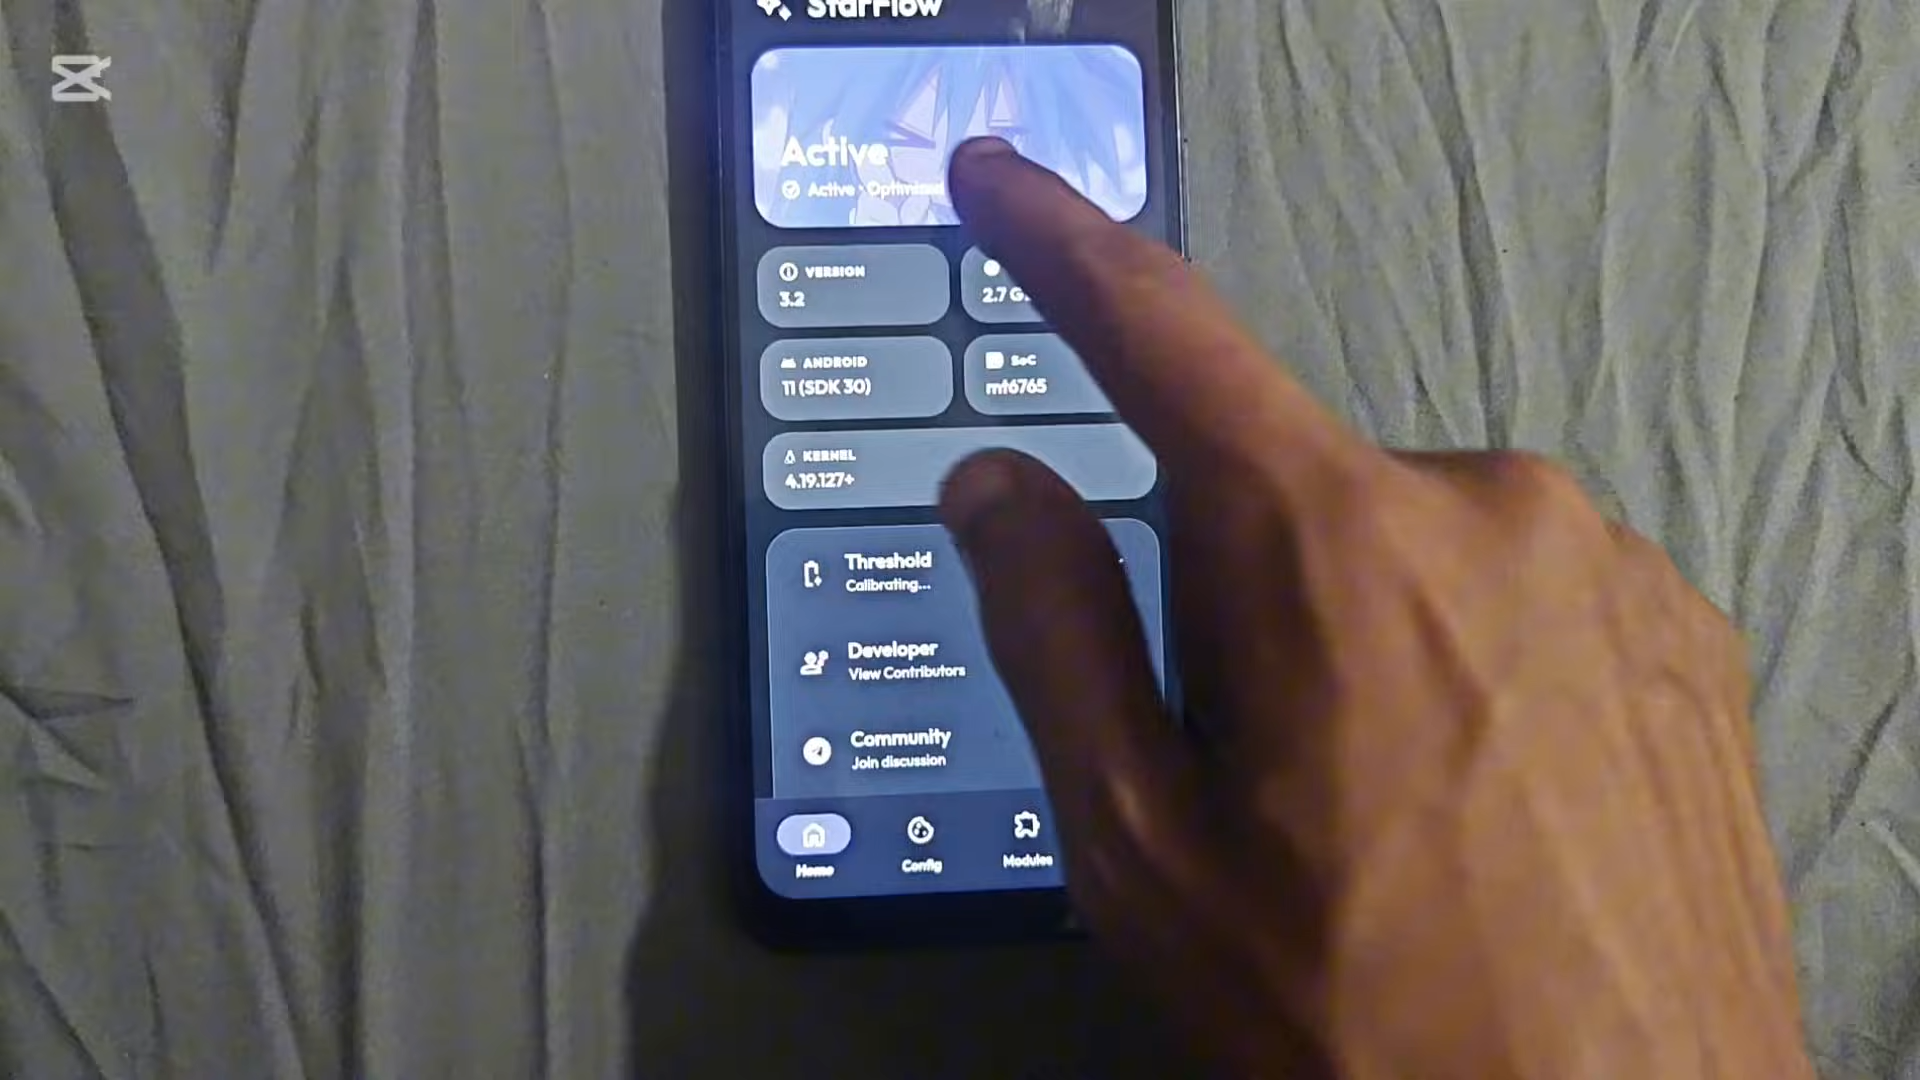 StarFlow
Active
Active · Optimized
VERSION
3.2
2.7 G
ANDROID
11 (SDK 30)
SoC
mt6765
KERNEL
4.19.127+
Threshold
Calibrating...
Developer
View Contributors
Community
Join discussion
Home
Config
Modules